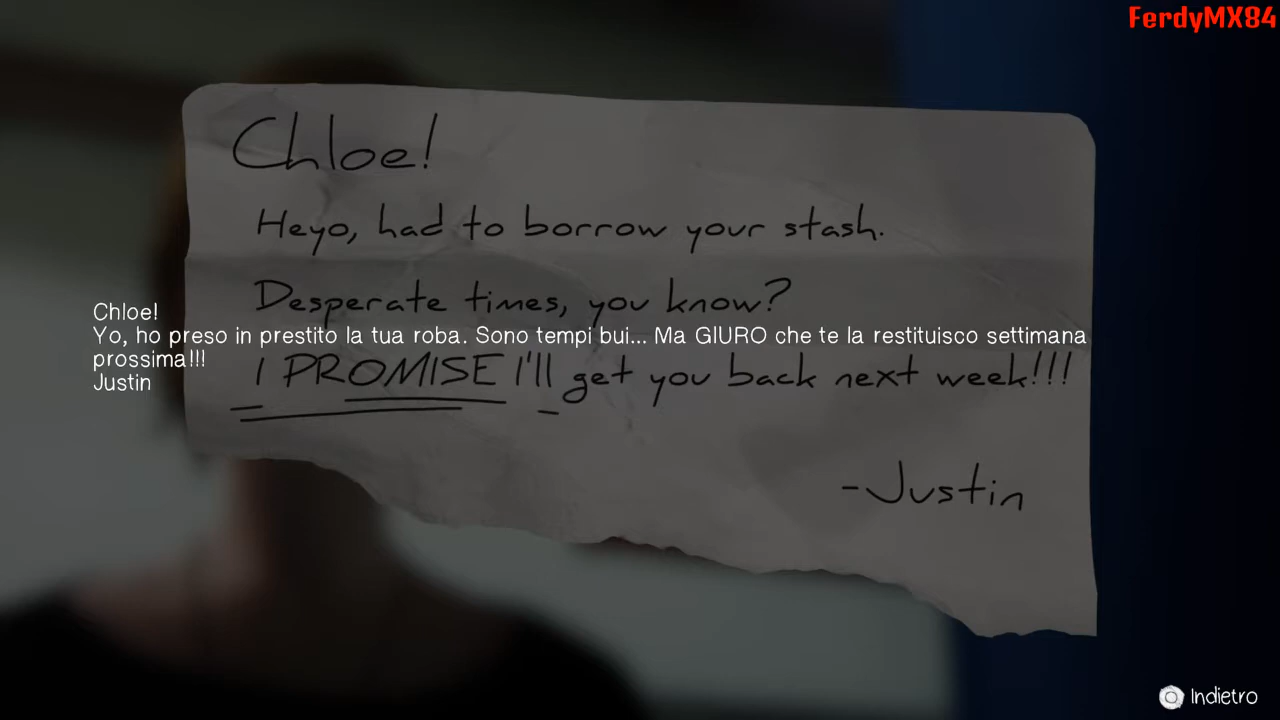 FerdyMX84
Chloe!
Heyo, had to borrow your stash.
Desperate times, you know?
I PROMISE I'll get you back next week!!!
-Justin
Chloe!
Yo, ho preso in prestito la tua roba. Sono tempi bui... Ma GIURO che te la restituisco settimana
prossima!!!
Justin
Indietro